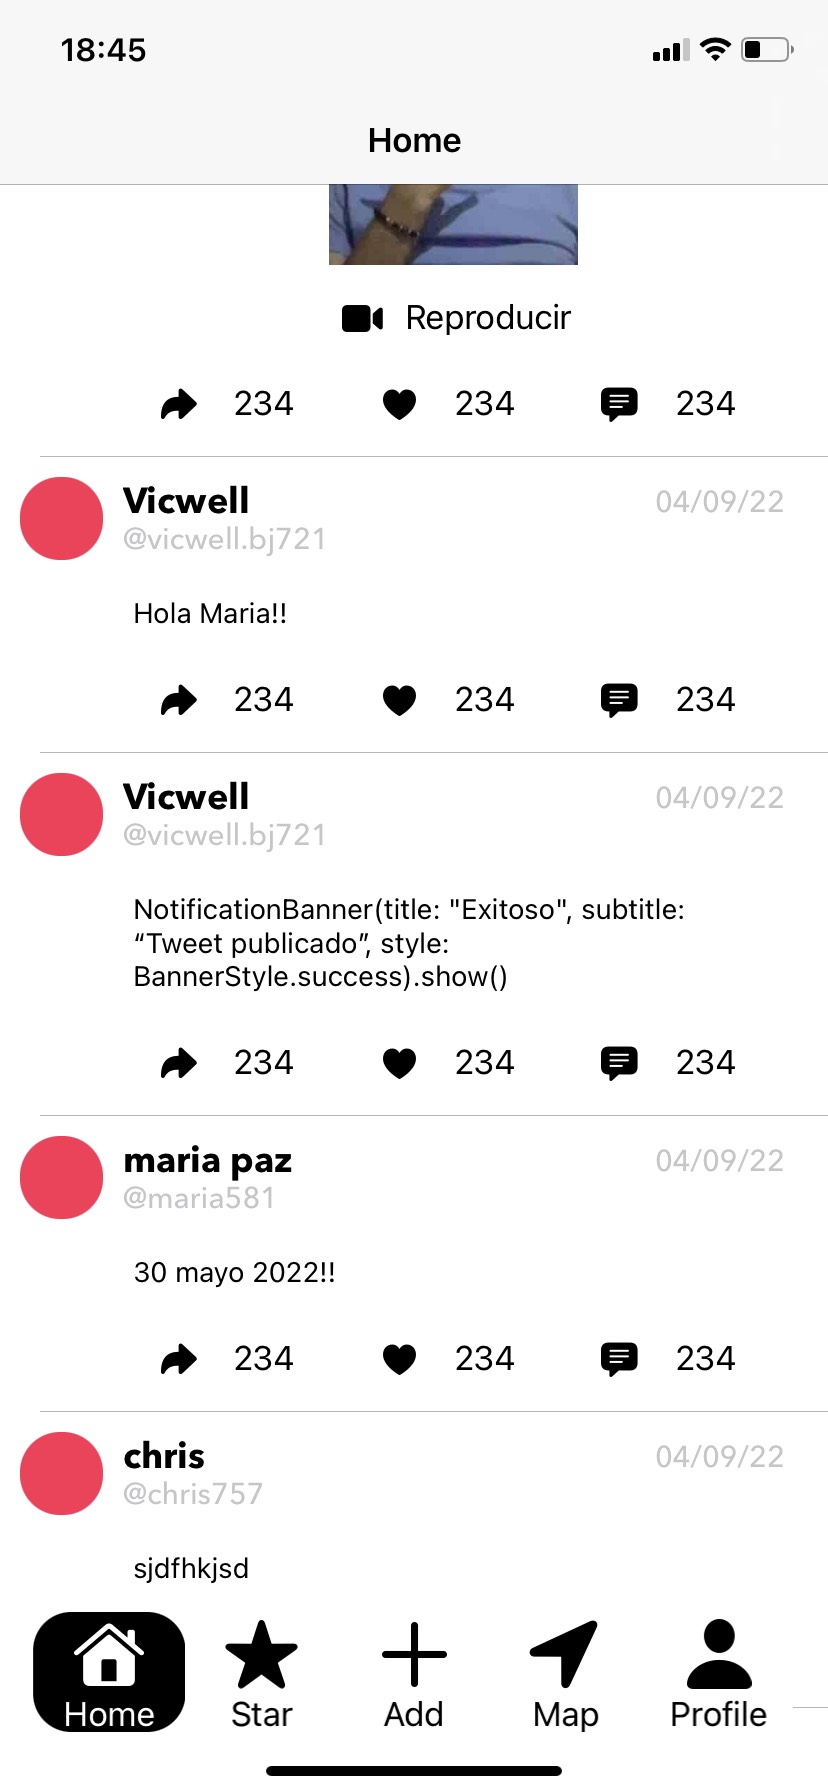 18:45
Home
Reproducir
234 234 234
Vicwell 04/09/22
@vicwell.bj721
Hola Maria!!
234 234 234
Vicwell 04/09/22
@vicwell.bj721
NotificationBanner(title: "Exitoso", subtitle:
“Tweet publicado”, style:
BannerStyle.success).show()
234 234 234
maria paz 04/09/22
@maria581
30 mayo 2022!!
234 234 234
chris 04/09/22
@chris757
sjdfhkjsd
Home Star Add Map Profile